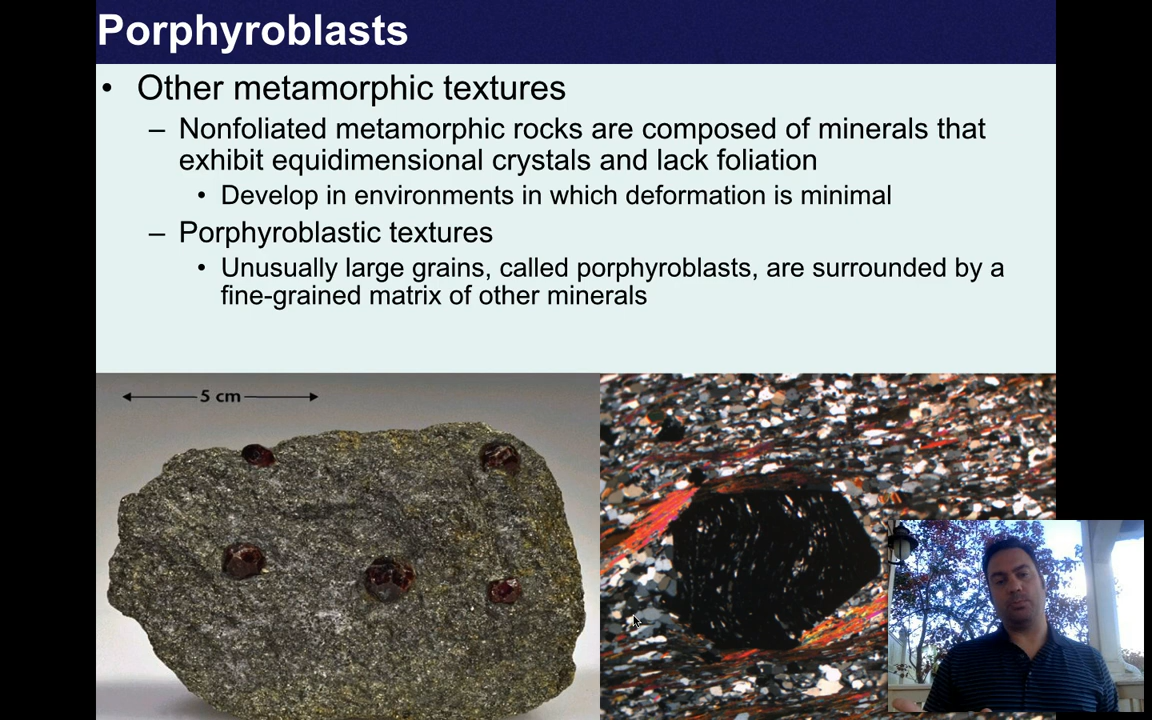 Porphyroblasts
• Other metamorphic textures
– Nonfoliated metamorphic rocks are composed of minerals that
exhibit equidimensional crystals and lack foliation
• Develop in environments in which deformation is minimal
– Porphyroblastic textures
• Unusually large grains, called porphyroblasts, are surrounded by a
fine-grained matrix of other minerals
5 cm